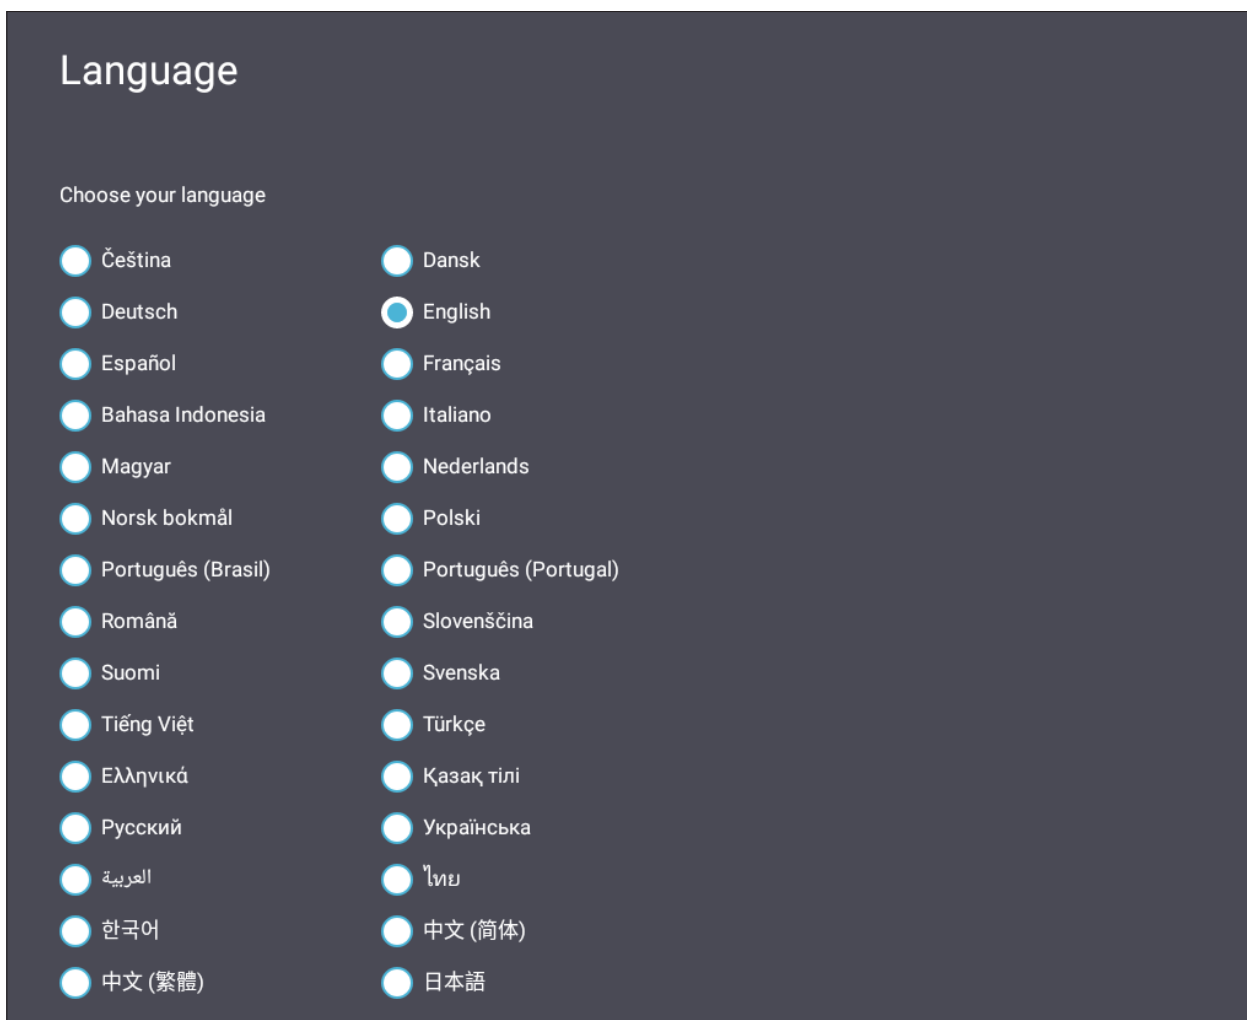 Language
Choose your language
Čeština Dansk
Deutsch English
Español Français
Bahasa Indonesia Italiano
Magyar Nederlands
Norsk bokmål Polski
Português (Brasil) Português (Portugal)
Română Slovenščina
Suomi Svenska
Tiếng Việt Türkçe
Ελληνικά Қазақ тілі
Русский Українська
العربية ไทย
한국어 中文 (简体)
中文 (繁體) 日本語